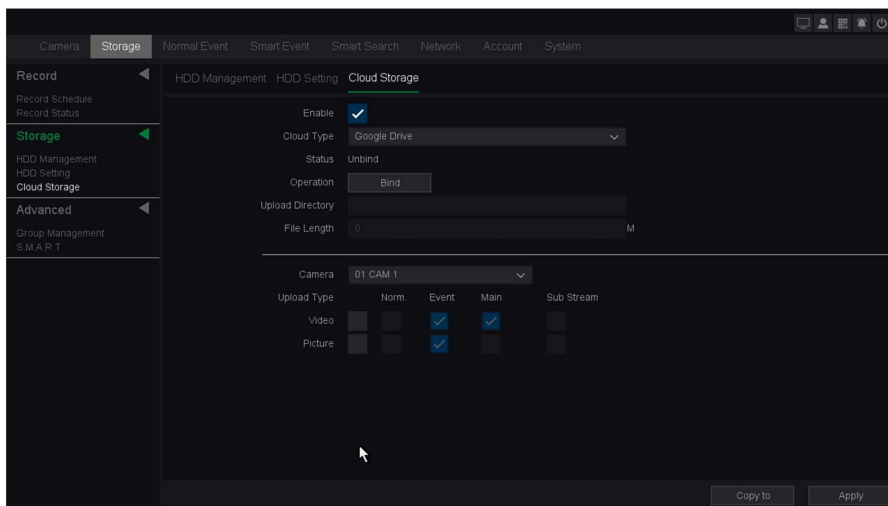 Camera Storage Normal Event Smart Event Smart Search Network Account System
Record
Record Schedule
Record Status
Storage
HDD Management
HDD Setting
Cloud Storage
Advanced
Group Management
S.M.A.R.T
HDD Management HDD Setting Cloud Storage
Enable
Cloud Type Google Drive
Status Unbind
Operation Bind
Upload Directory
File Length 0 M
Camera 01 CAM 1
Upload Type Norm. Event Main Sub Stream
Video
Picture
Copy to Apply